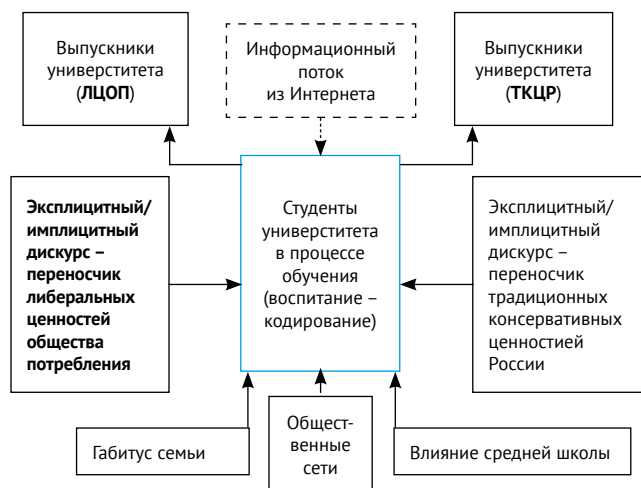 Выпускники
универститета
(ЛЦОП)
Информационный
поток
из Интернета
Выпускники
универститета
(ТКЦР)
Эксплицитный/
имплицитный
дискурс –
переносчик
либеральных
ценностей
общества
потребления
Студенты
универститета
в процессе
обучения
(воспитание –
кодирование)
Эксплицитный/
имплицитный
дискурс –
переносчик
традиционных
консервативных
ценностией
России
Габитус семьи
Общест-
венные
сети
Влияние средней школы